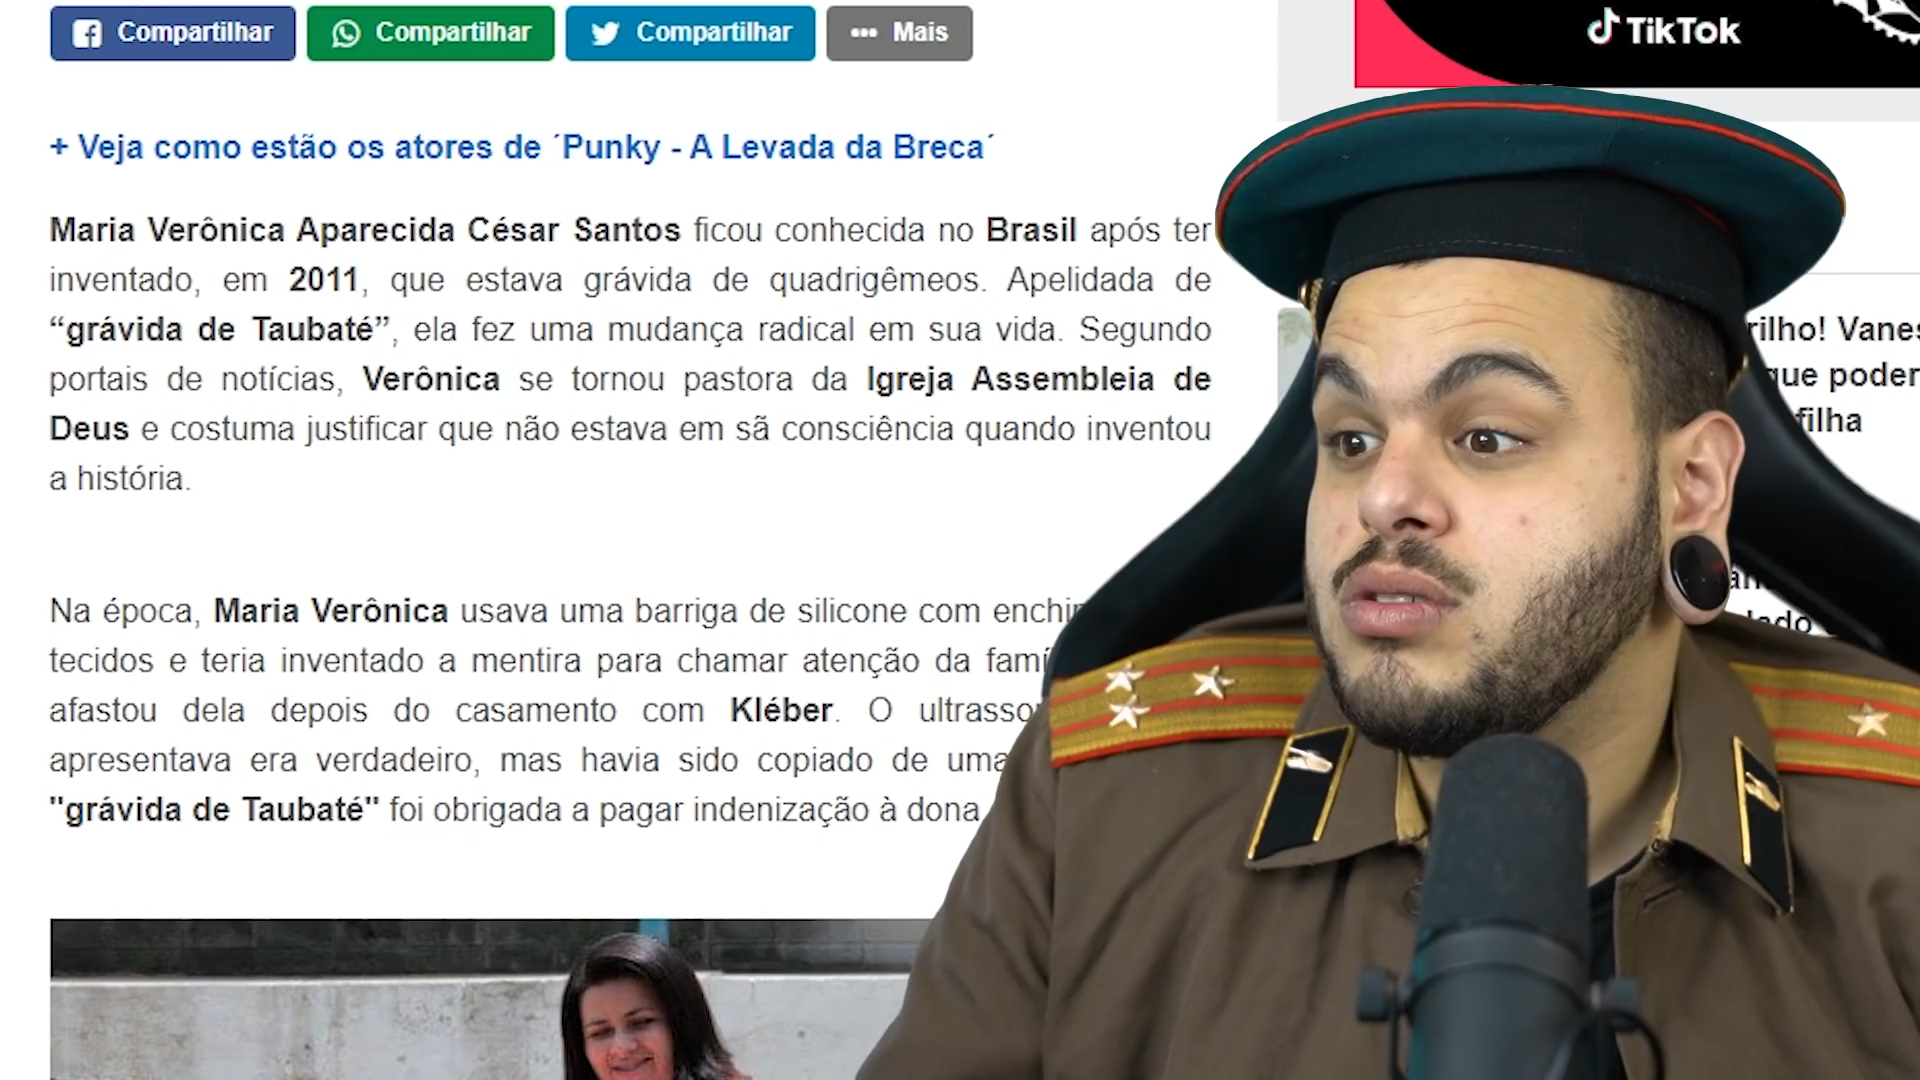 Compartilhar Compartilhar Compartilhar Mais
TikTok
+ Veja como estão os atores de ´Punky - A Levada da Breca´
Maria Verônica Aparecida César Santos ficou conhecida no Brasil após ter
inventado, em 2011, que estava grávida de quadrigêmeos. Apelidada de
“grávida de Taubaté”, ela fez uma mudança radical em sua vida. Segundo
portais de notícias, Verônica se tornou pastora da Igreja Assembleia de
Deus e costuma justificar que não estava em sã consciência quando inventou
a história.
Na época, Maria Verônica usava uma barriga de silicone com
tecidos e teria inventado a mentira para chamar atenção da
afastou dela depois do casamento com Kléber. O
apresentava era verdadeiro, mas havia sido copiado de uma
"grávida de Taubaté" foi obrigada a pagar indenização à dona
que poder
filha